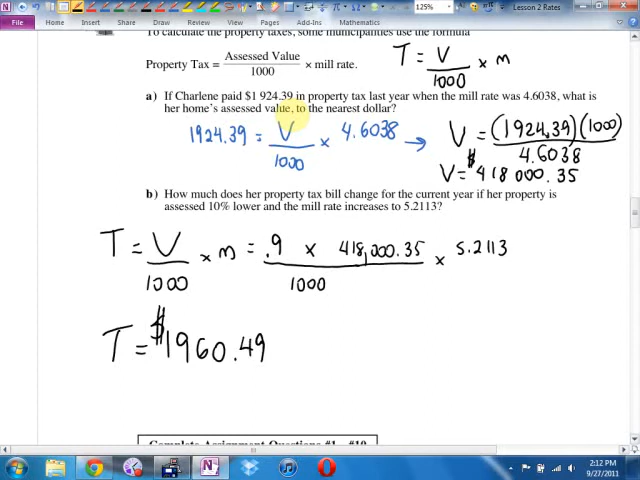 125%
Lesson 2 Rates
File Home Insert Draw History Review View Math Page Add-Ins Municipalities
To calculate the property taxes, some municipalities use the formula
Property Tax = Assessed Value / 1000 × mill rate.
T = V / 1000 × m
a) If Charlene paid $1 924.39 in property tax last year when the mill rate was 4.6038, what is
her home's assessed value, to the nearest dollar?
1924.39 = V / 1000 × 4.6038 → V = (1924.39)(1000) / 4.6038
V = $418 000.35
b) How much does her property tax bill change for the current year if her property is
assessed 10% lower and the mill rate increases to 5.2113?
T = V / 1000 × m = .9 × 418,000.35 / 1000 × 5.2113
T = $1960.49
Complete Assignment Questions #1 - #10
2:12 PM
9/27/2011